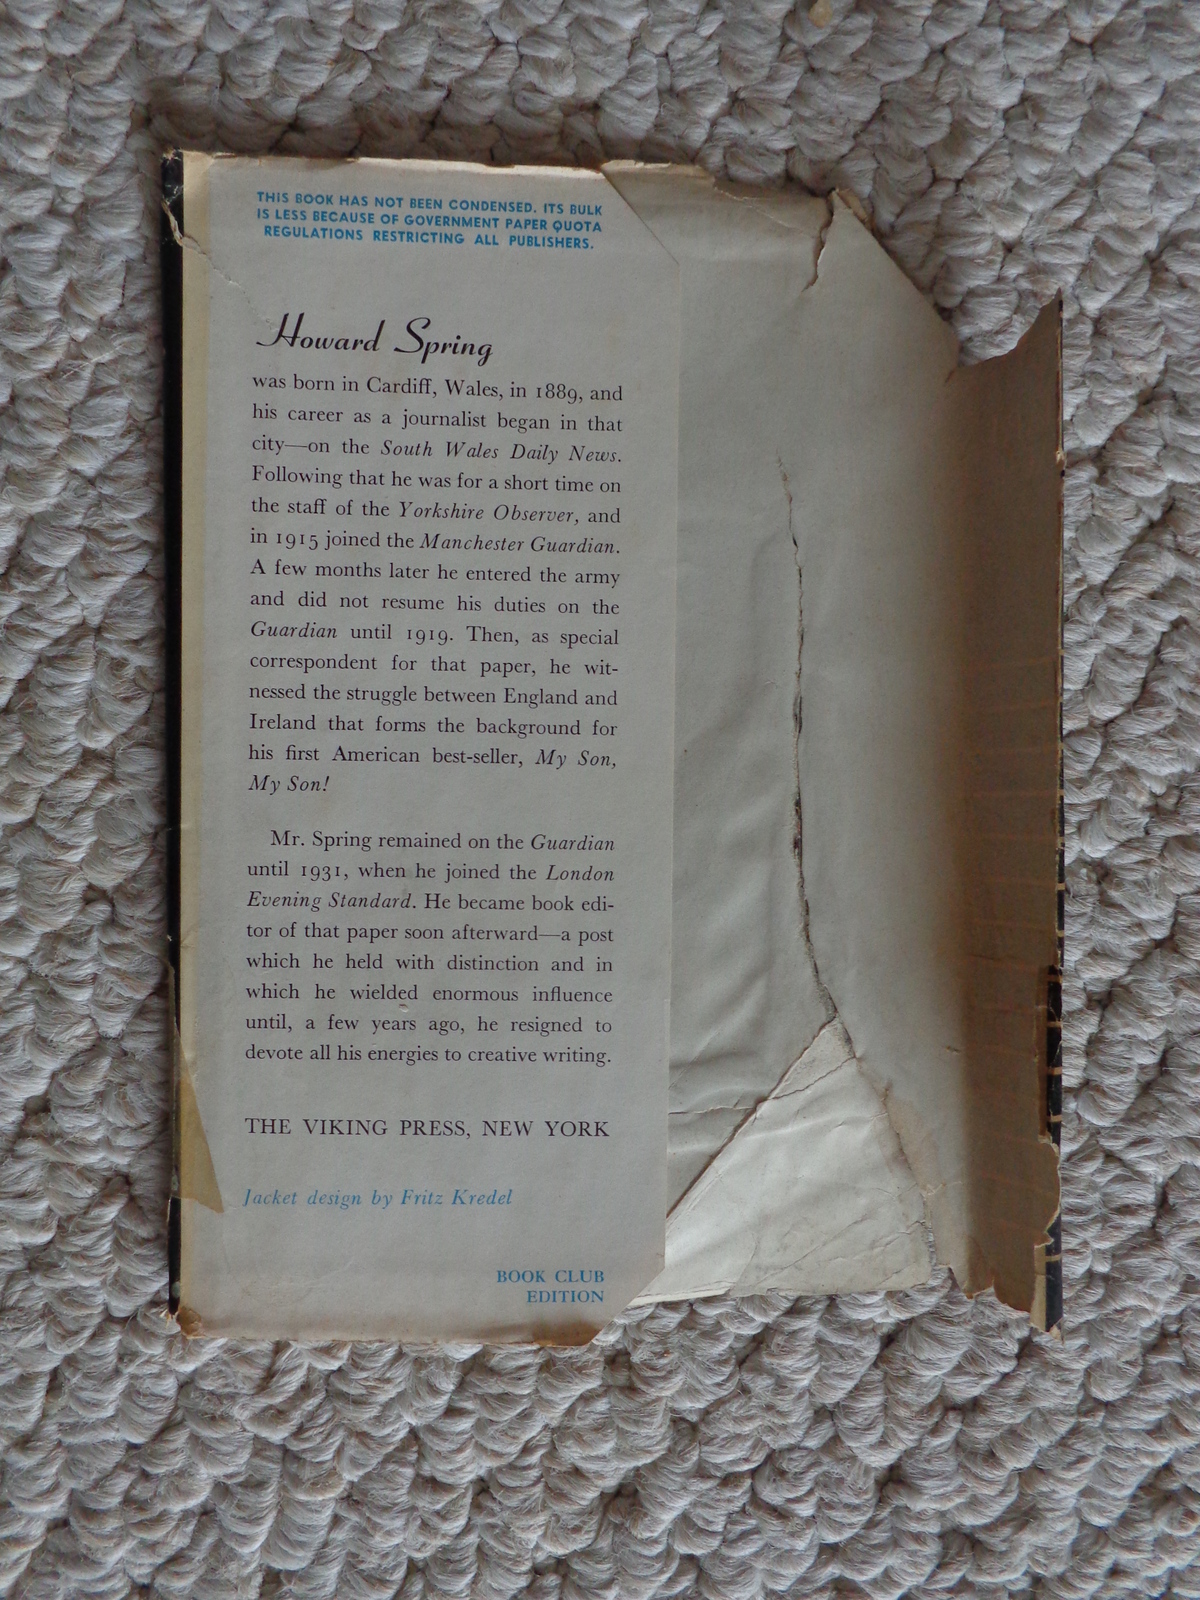 THIS BOOK HAS NOT BEEN CONDENSED. ITS BULK
IS LESS BECAUSE OF GOVERNMENT PAPER QUOTA
REGULATIONS RESTRICTING ALL PUBLISHERS.
Howard Spring
was born in Cardiff, Wales, in 1889, and
his career as a journalist began in that
city—on the South Wales Daily News.
Following that he was for a short time on
the staff of the Yorkshire Observer, and
in 1915 joined the Manchester Guardian.
A few months later he entered the army
and did not resume his duties on the
Guardian until 1919. Then, as special
correspondent for that paper, he wit-
nessed the struggle between England and
Ireland that forms the background for
his first American best-seller, My Son,
My Son!
Mr. Spring remained on the Guardian
until 1931, when he joined the London
Evening Standard. He became book edi-
tor of that paper soon afterward—a post
which he held with distinction and in
which he wielded enormous influence
until, a few years ago, he resigned to
devote all his energies to creative writing.
THE VIKING PRESS, NEW YORK
Jacket design by Fritz Kredel
BOOK CLUB
EDITION